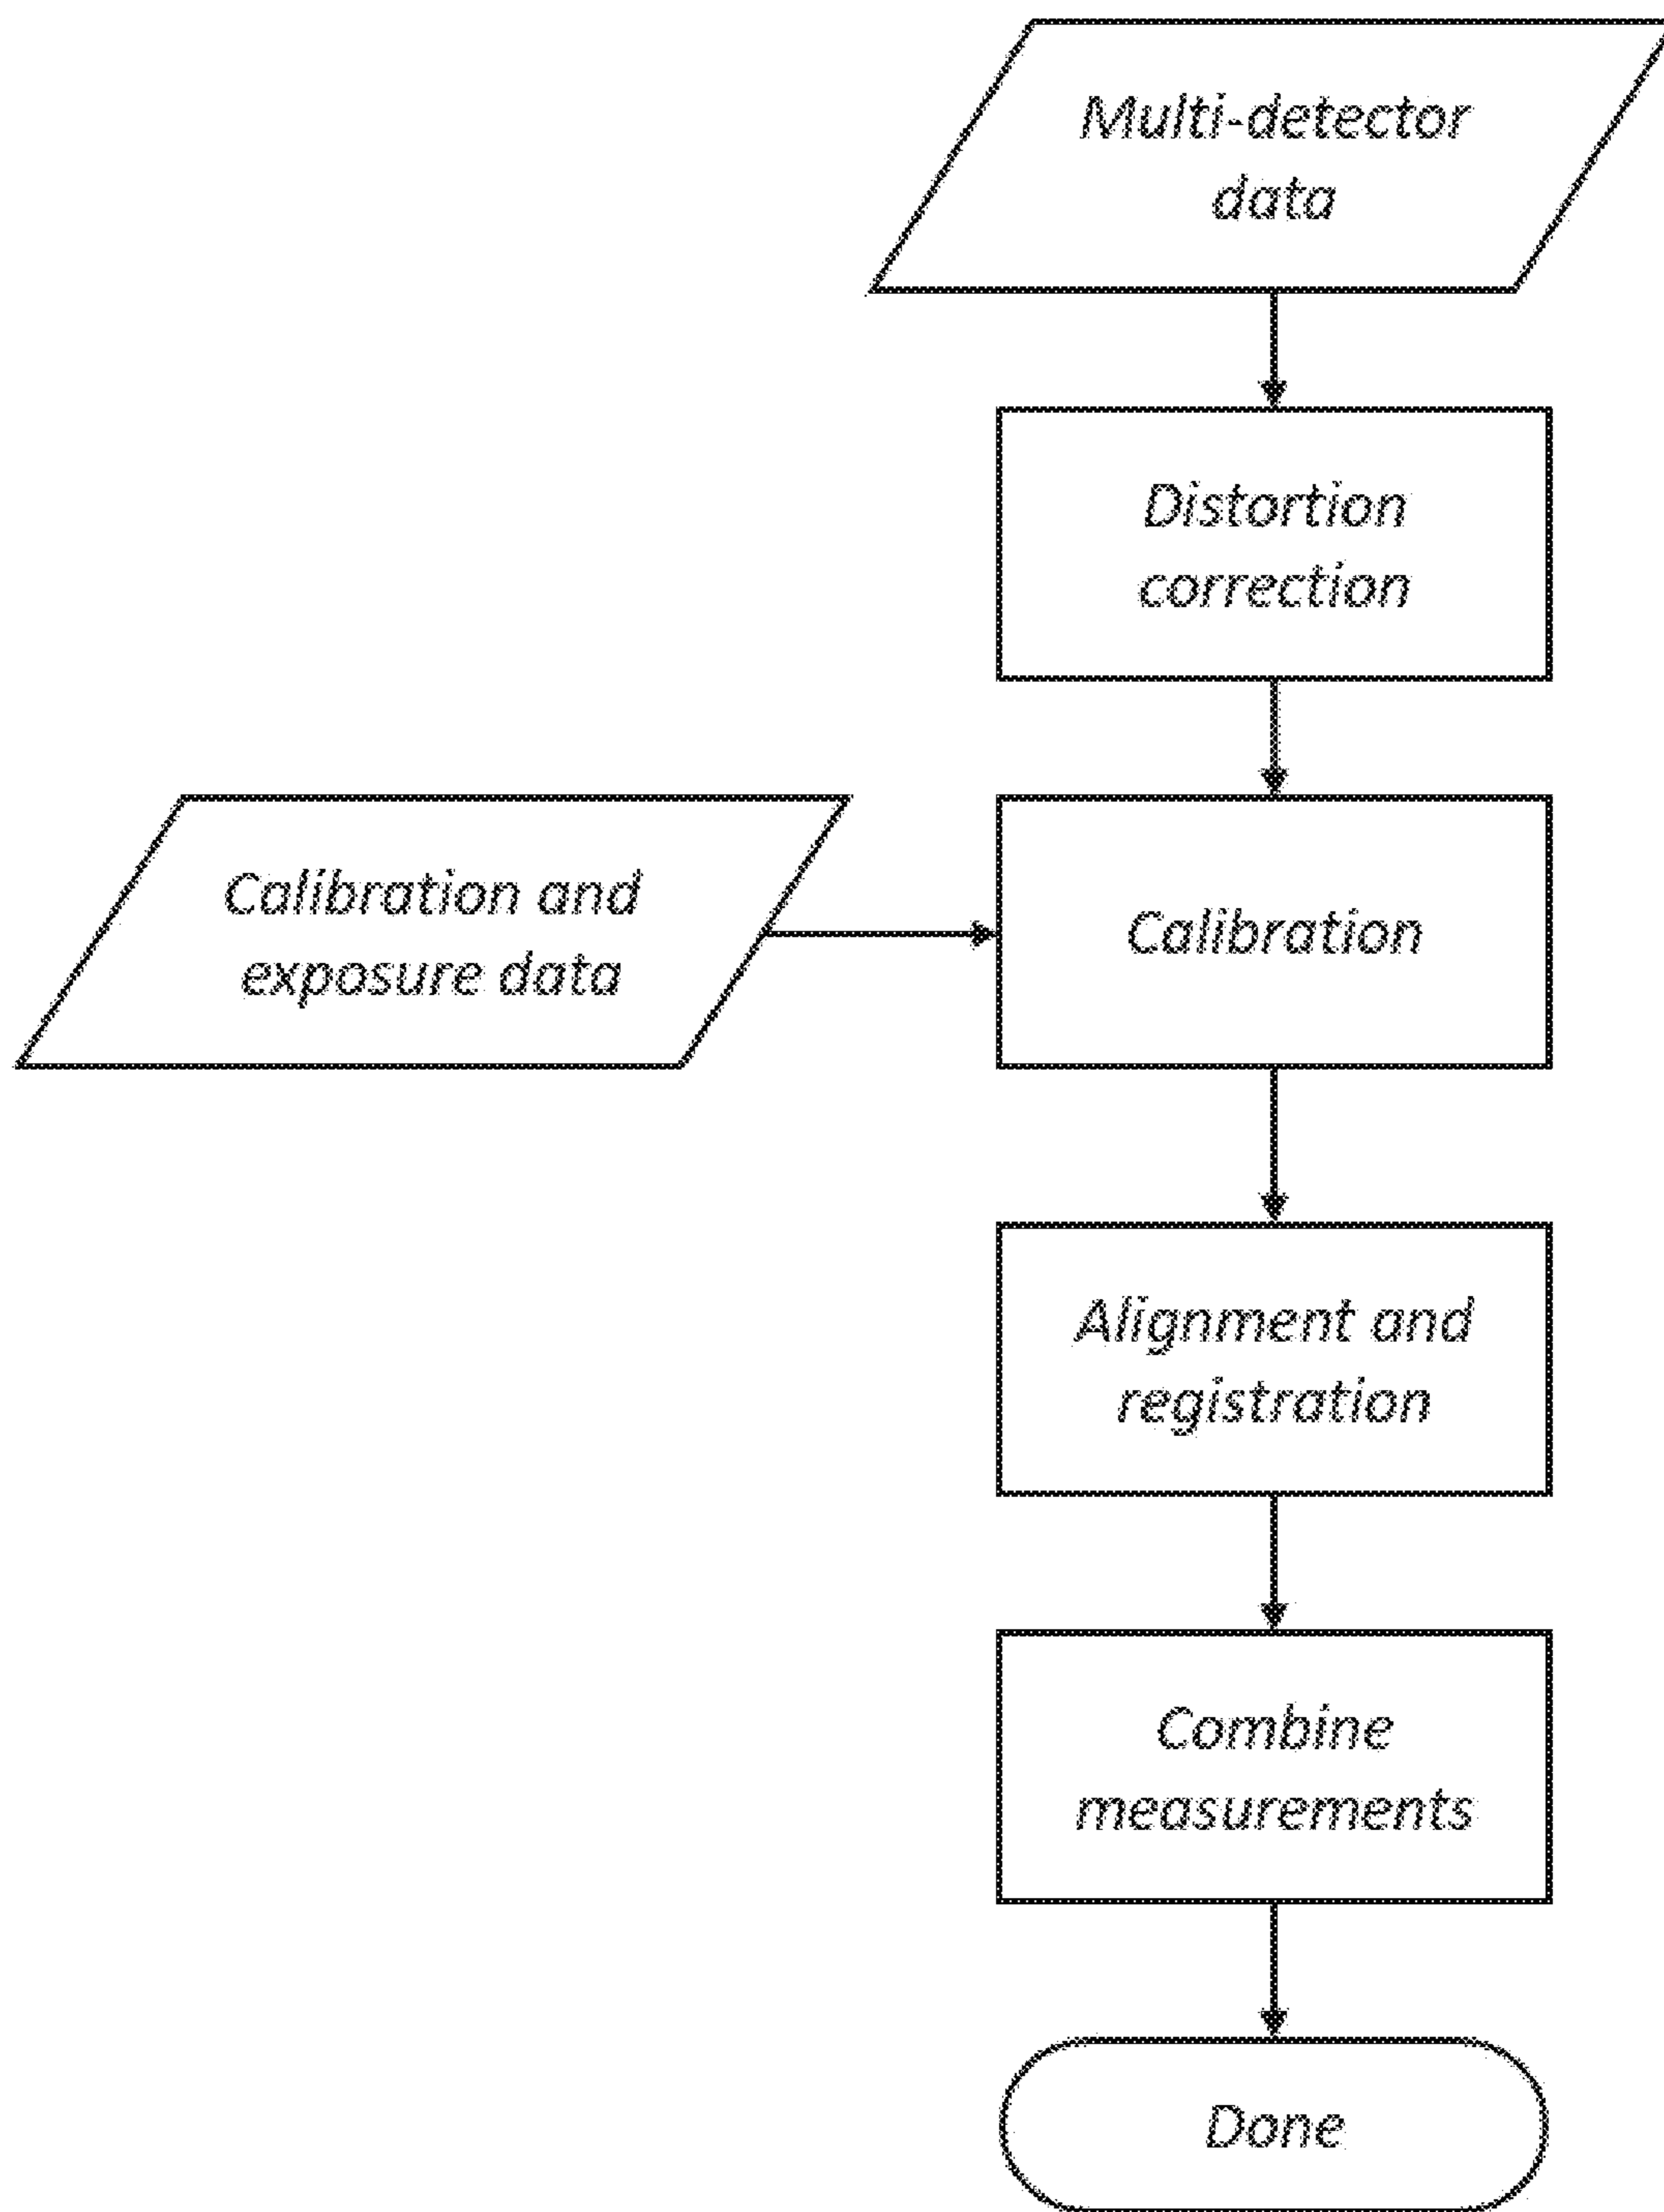 Multi-detector
data
Distortion
correction
Calibration and
exposure data
Calibration
Alignment and
registration
Combine
measurements
Done